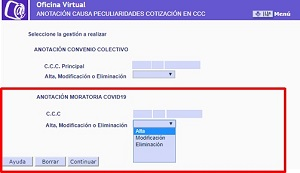 Oficina Virtual
ANOTACIÓN CAUSA PECULIARIDADES COTIZACIÓN EN CCC
Menú
Seleccione la gestión a realizar
ANOTACIÓN CONVENIO COLECTIVO
C.C.C. Principal
Alta, Modificación o Eliminación
ANOTACIÓN MORATORIA COVID19
C.C.C
Alta, Modificación o Eliminación
Alta
Modificación
Eliminación
Ayuda Borrar Continuar